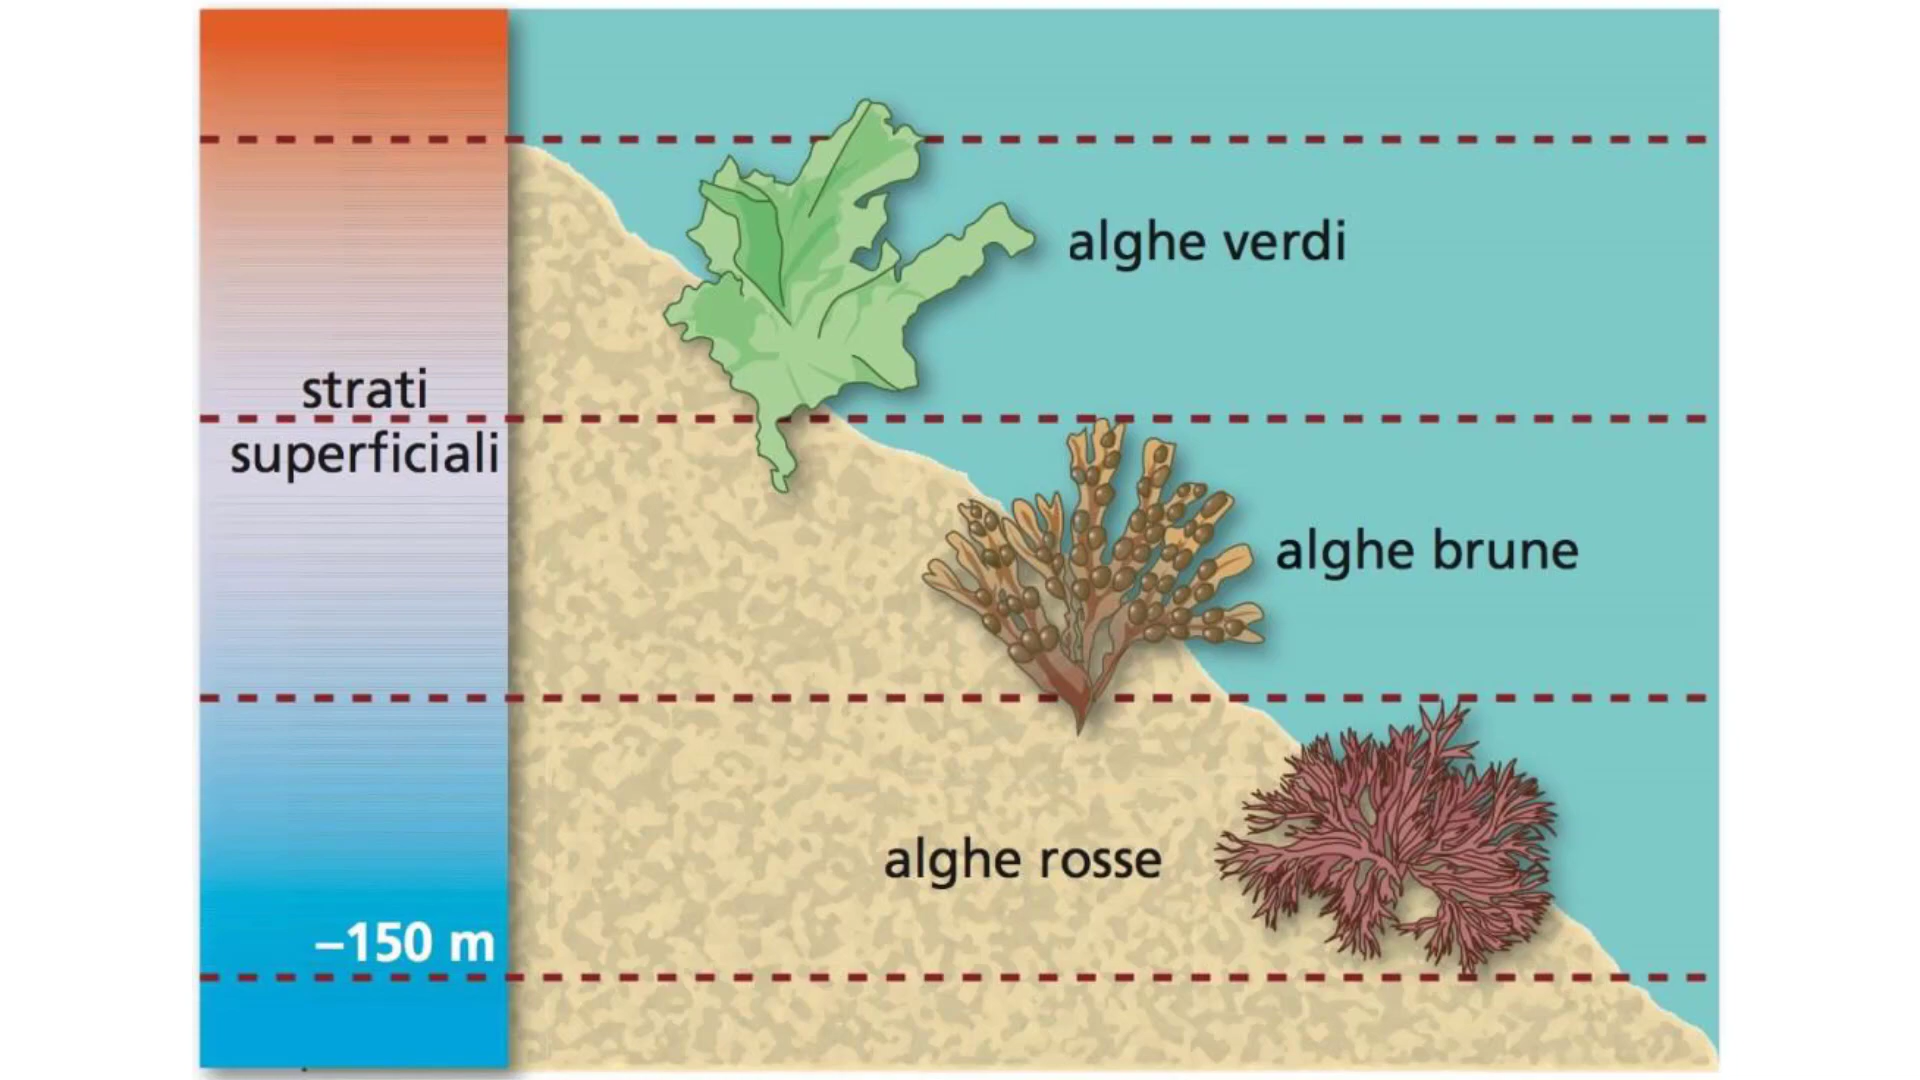 alghe verdi
strati
superficiali
alghe brune
alghe rosse
–150 m